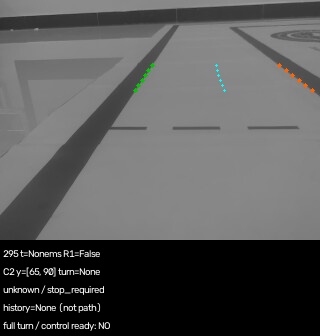 295 t=Nonems R1=False
C2 y=[65, 90] turn=None
unknown / stop_required
history=None (not path)
full turn / control ready: NO